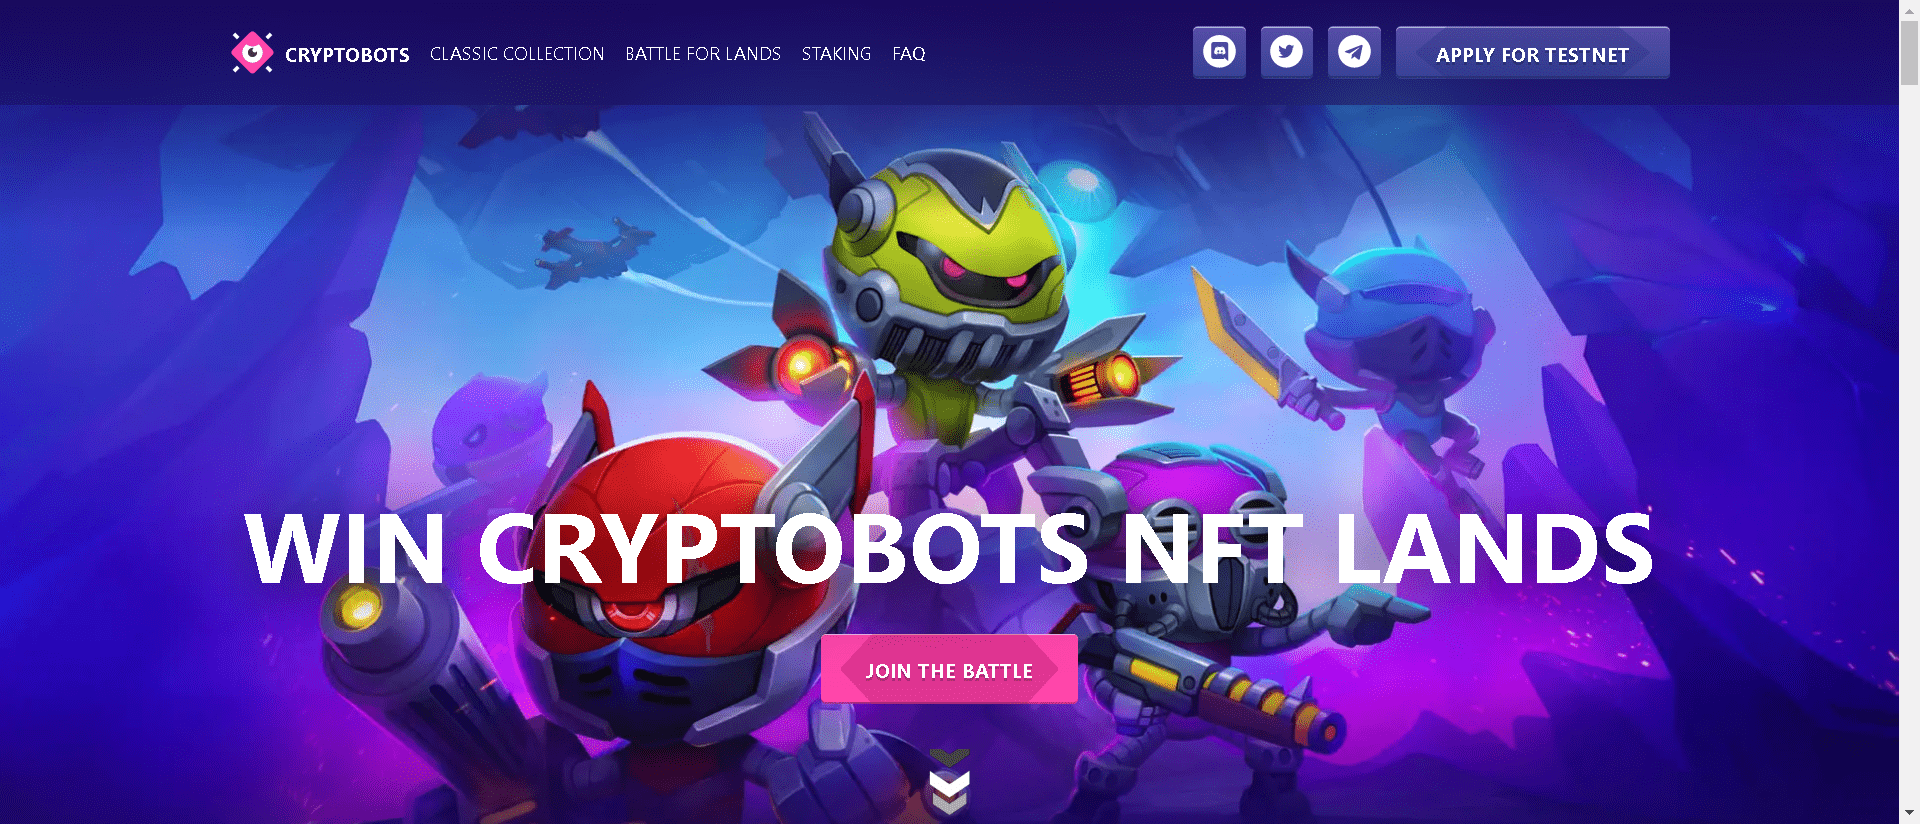 CRYPTOBOTS CLASSIC COLLECTION BATTLE FOR LANDS STAKING FAQ APPLY FOR TESTNET
WIN CRYPTOBOTS NFT LANDS
JOIN THE BATTLE